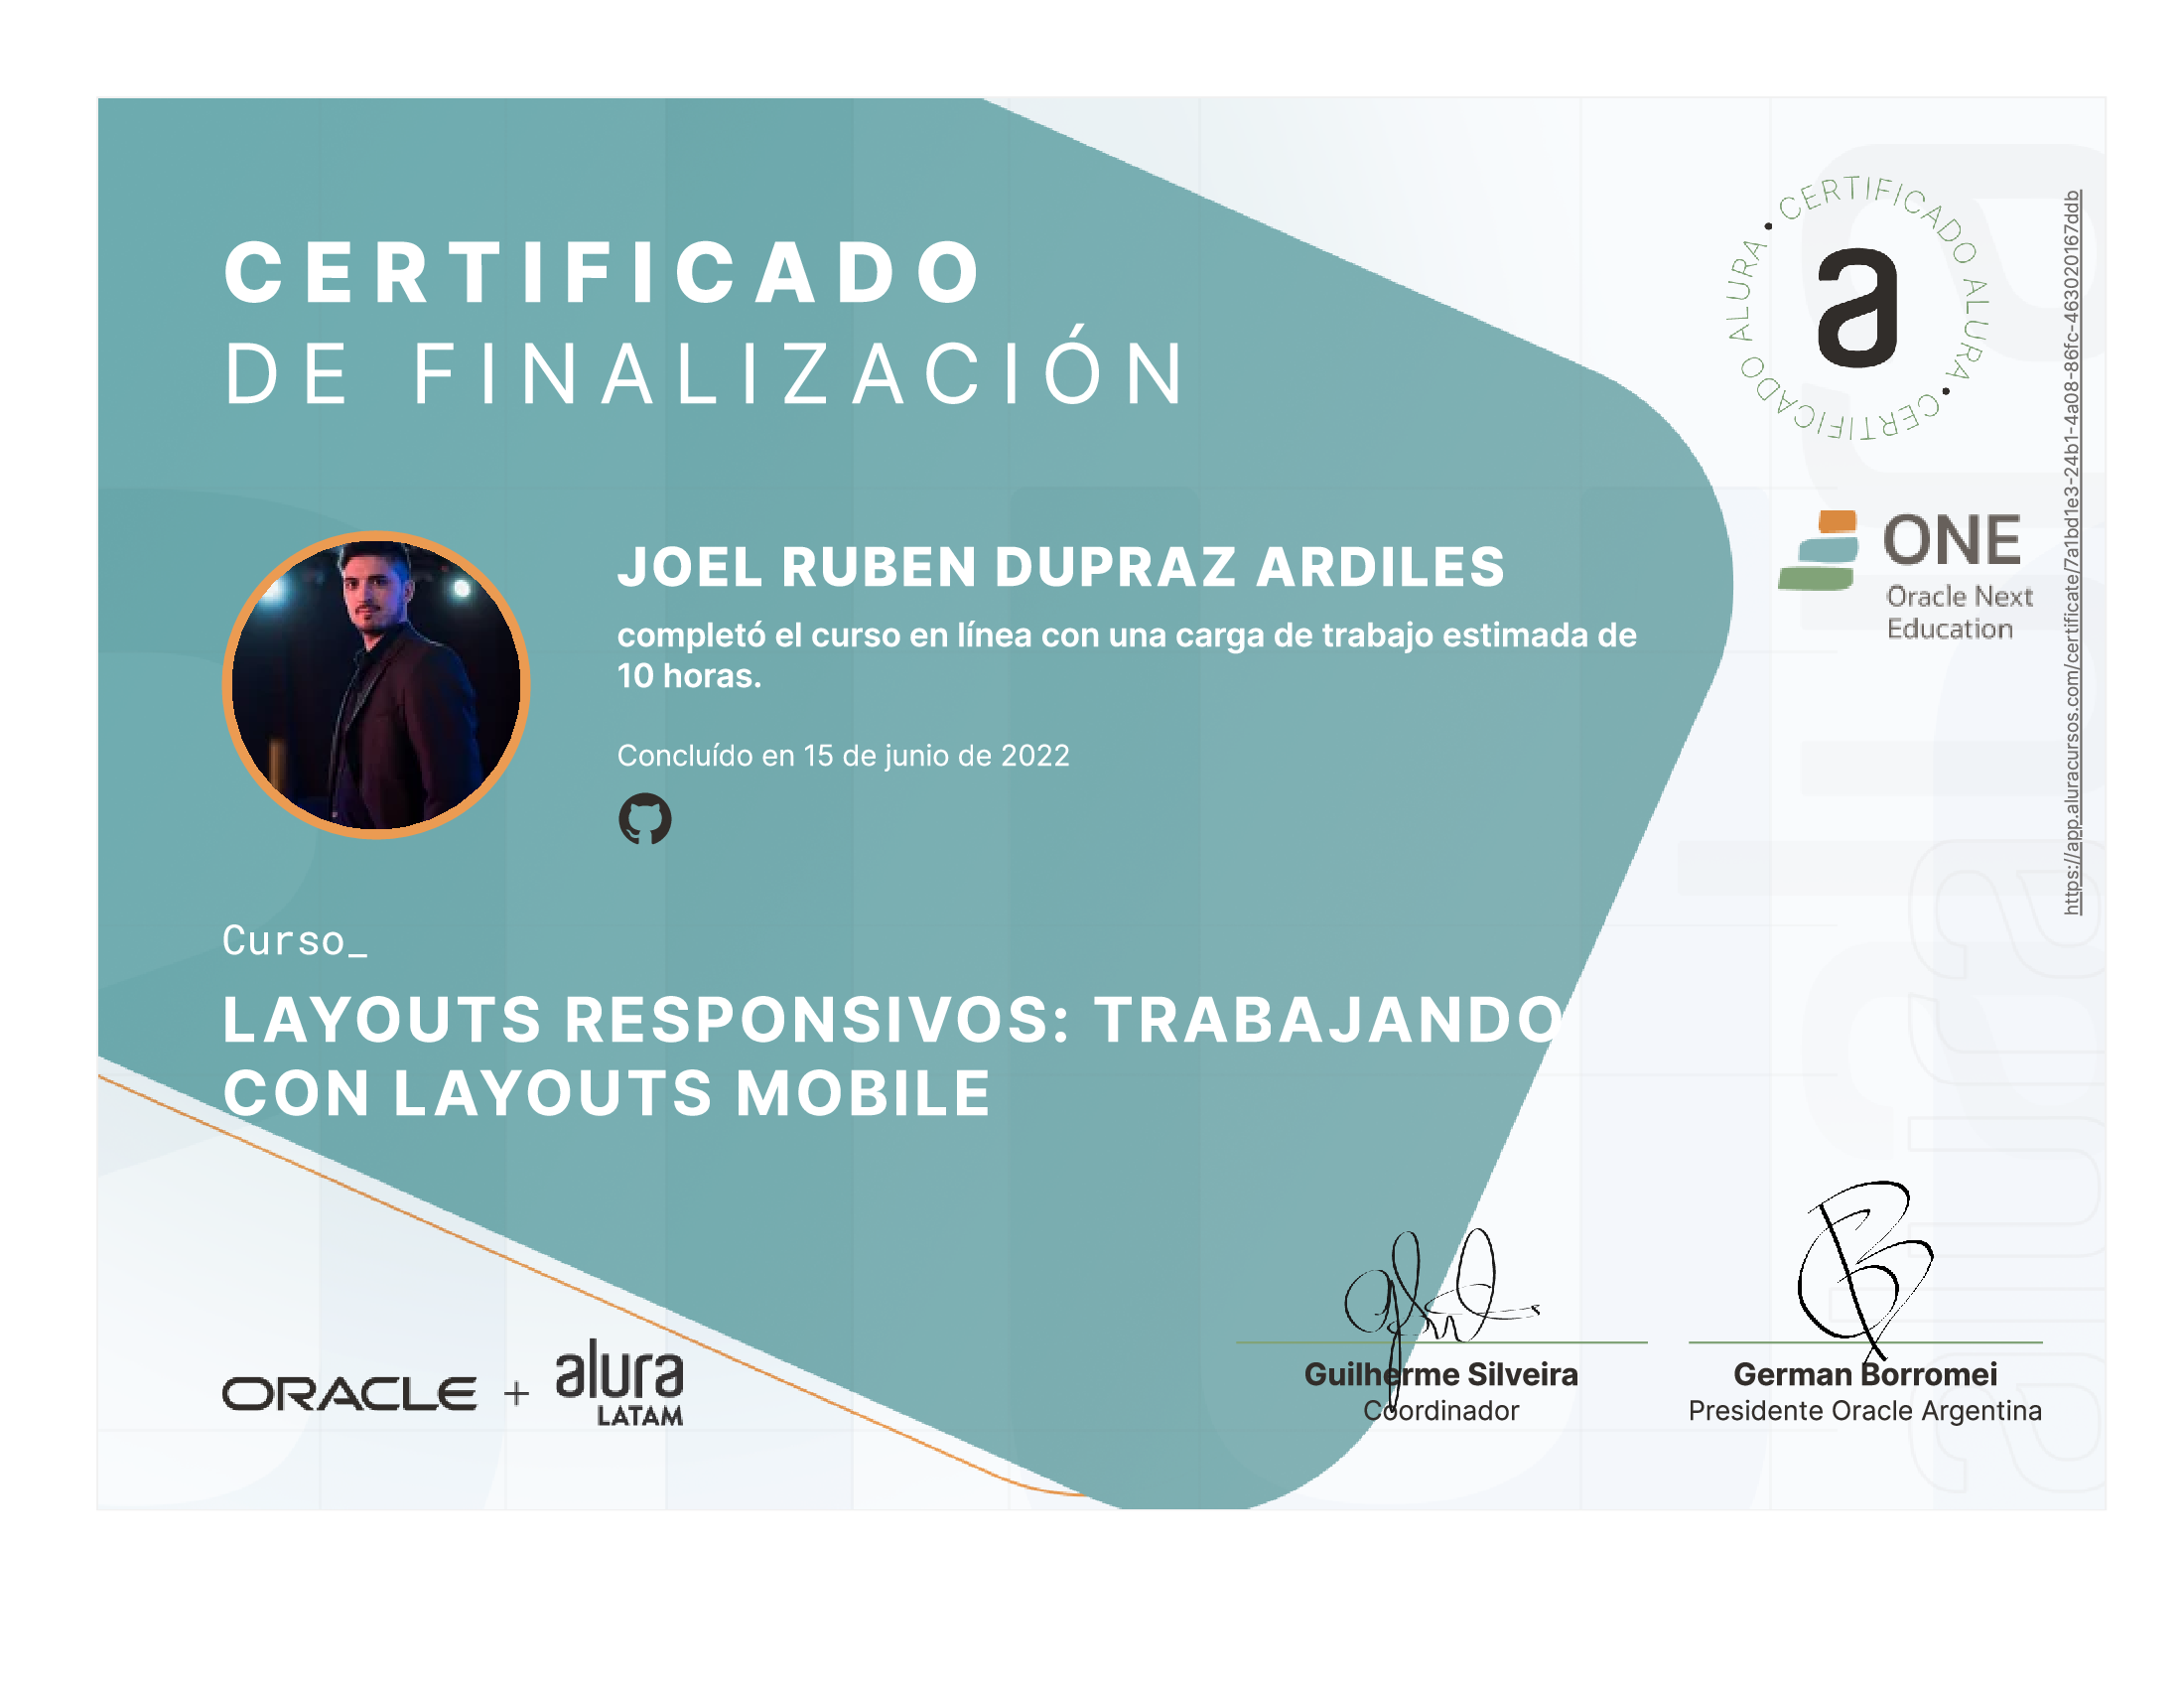 CERTIFICADO
DE FINALIZACIÓN
CERTIFICADO ALURA • CERTIFICADO ALURA •
a
ONE
Oracle Next
Education
https://app.aluracursos.com/certificate/7a1bd1e3-24b1-4a08-86fc-463020167ddb
JOEL RUBEN DUPRAZ ARDILES
completó el curso en línea con una carga de trabajo estimada de
10 horas.
Concluído en 15 de junio de 2022
Curso_
LAYOUTS RESPONSIVOS: TRABAJANDO
CON LAYOUTS MOBILE
ORACLE + alura
LATAM
Guilherme Silveira
Coordinador
German Borromei
Presidente Oracle Argentina
alura